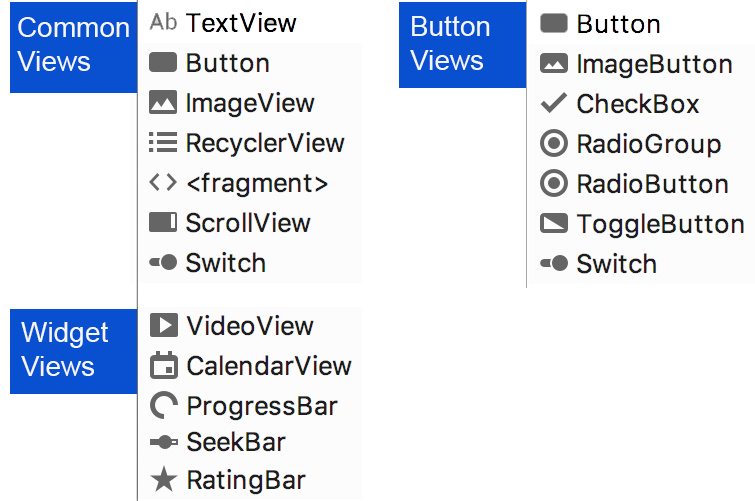 Common
Views
Ab TextView
Button
ImageView
RecyclerView
<fragment>
ScrollView
Switch
Button
Views
Button
ImageButton
CheckBox
RadioGroup
RadioButton
ToggleButton
Switch
Widget
Views
VideoView
CalendarView
ProgressBar
SeekBar
RatingBar